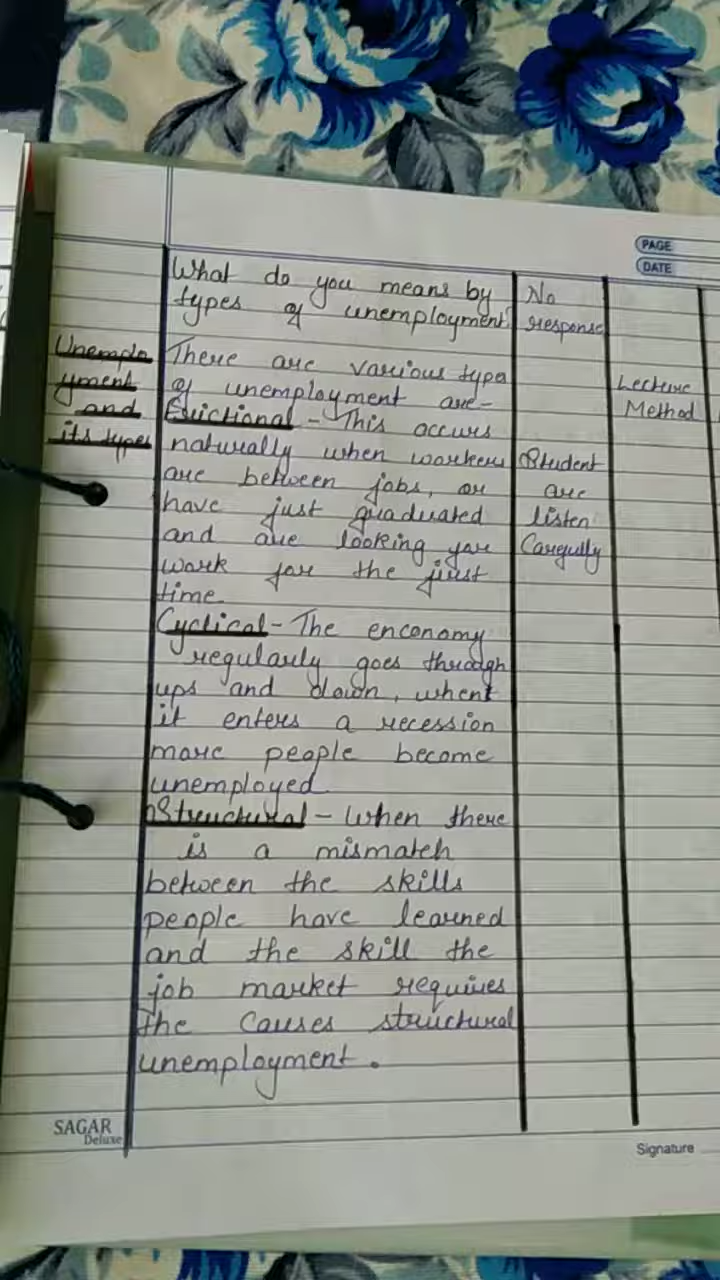 PAGE
DATE
What do you means by
types of unemployment.
No
response
Unemplo
yment
and
its types
There are various type
of unemployment are-
Frictional - This occurs
naturally when workers
are between jobs, or
have just graduated
and are looking for
work for the first
time.
Cyclical - The enconomy
regularly goes through
ups and down, when
it enters a recession
more people become
unemployed.
Structural - When there
is a mismatch
between the skills
people have learned
and the skill the
job market requires
the causes structural
unemployment.
Student
are
listen
Carefully
Lecture
Method
SAGAR
Deluxe
Signature